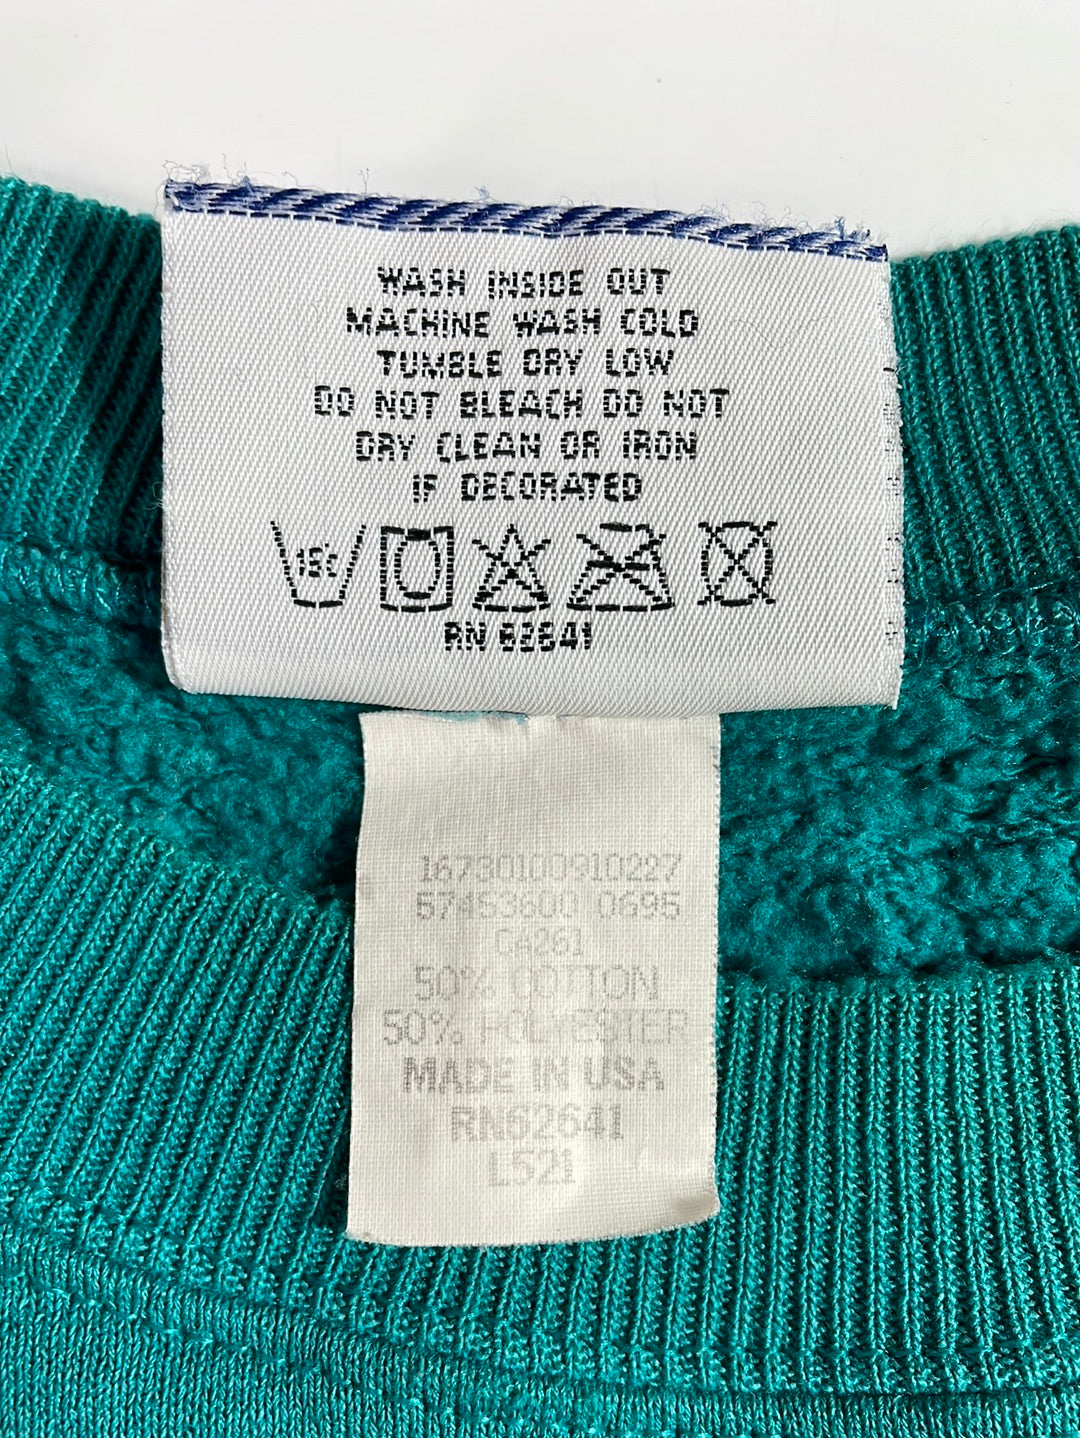 WASH INSIDE OUT
MACHINE WASH COLD
TUMBLE DRY LOW
DO NOT BLEACH DO NOT
DRY CLEAN OR IRON
IF DECORATED
15°c
RN 62641
16730100910227
57453600 0695
CA261
50% COTTON
50% POLYESTER
MADE IN USA
RN62641
L521